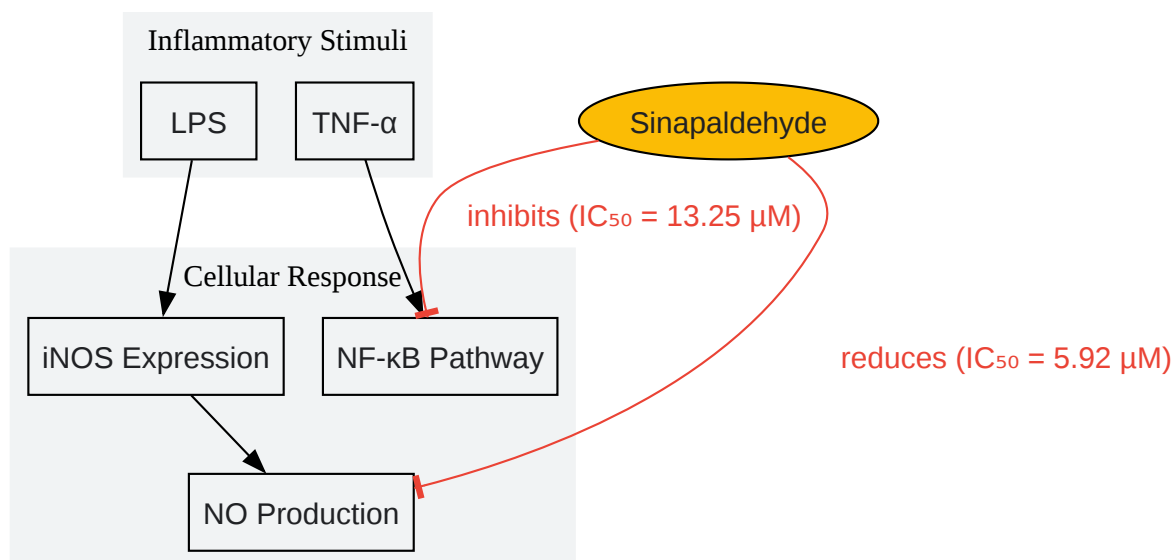 Inflammatory Stimuli
LPS
TNF-α
Sinapaldehyde
inhibits (IC₅₀ = 13.25 µM)
Cellular Response
iNOS Expression
NF-κB Pathway
reduces (IC₅₀ = 5.92 µM)
NO Production